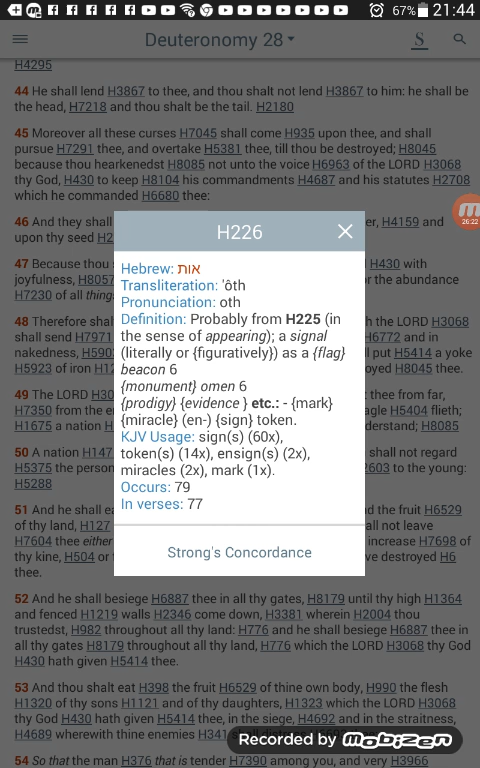 67% 21:44
Deuteronomy 28 S
H4295
44 He shall lend H3867 to thee, and thou shalt not lend H3867 to him: he shall be
the head, H7218 and thou shalt be the tail. H2180
45 Moreover all these curses H7045 shall come H935 upon thee, and shall
pursue H7291 thee, and overtake H5381 thee, till thou be destroyed; H8045
because thou hearkenedst H8085 not unto the voice H6963 of the LORD H3068
thy God, H430 to keep H8104 his commandments H4687 and his statutes H2708
which he commanded H6680 thee:
46 And they shall er, H4159 and
upon thy seed
26:22
47 Because thou H430 with
joyfulness, or the abundance
H7230 of all thing
48 Therefore shal h the LORD H3068
shall send H7971 H6772 and in
nakedness, ll put H5414 a yoke
H5923 of iron oyed H8045 thee.
49 The LORD thee from far,
H7350 from the e agle H5404 flieth;
H1675 a nation derstand; H8085
50 A nation shall not regard
H5375 the person to the young:
H5288
51 And he shall ea d the fruit H6529
of thy land, H127 all not leave
H7604 thee either increase H7698 of
thy kine, H504 or ve destroyed H6
thee.
H226
Hebrew: אות
Transliteration: 'ôth
Pronunciation: oth
Definition: Probably from H225 (in
the sense of appearing); a signal
(literally or {figuratively}) as a {flag}
beacon 6
{monument} omen 6
{prodigy} {evidence } etc.: - {mark}
{miracle} (en-) {sign} token.
KJV Usage: sign(s) (60x),
token(s) (14x), ensign(s) (2x),
miracles (2x), mark (1x).
Occurs: 79
In verses: 77
Strong's Concordance
52 And he shall besiege H6887 thee in all thy gates, H8179 until thy high H1364
and fenced H1219 walls H2346 come down, H3381 wherein H2004 thou
trustedst, H982 throughout all thy land: H776 and he shall besiege H6887 thee in
all thy gates H8179 throughout all thy land, H776 which the LORD H3068 thy God
H430 hath given H5414 thee.
53 And thou shalt eat H398 the fruit H6529 of thine own body, H990 the flesh
H1320 of thy sons H1121 and of thy daughters, H1323 which the LORD H3068
thy God H430 hath given H5414 thee, in the siege, H4692 and in the straitness,
H4689 wherewith thine enemies H341
Recorded by Mobizen
54 So that the man H376 that is tender H7390 among you, and very H3966